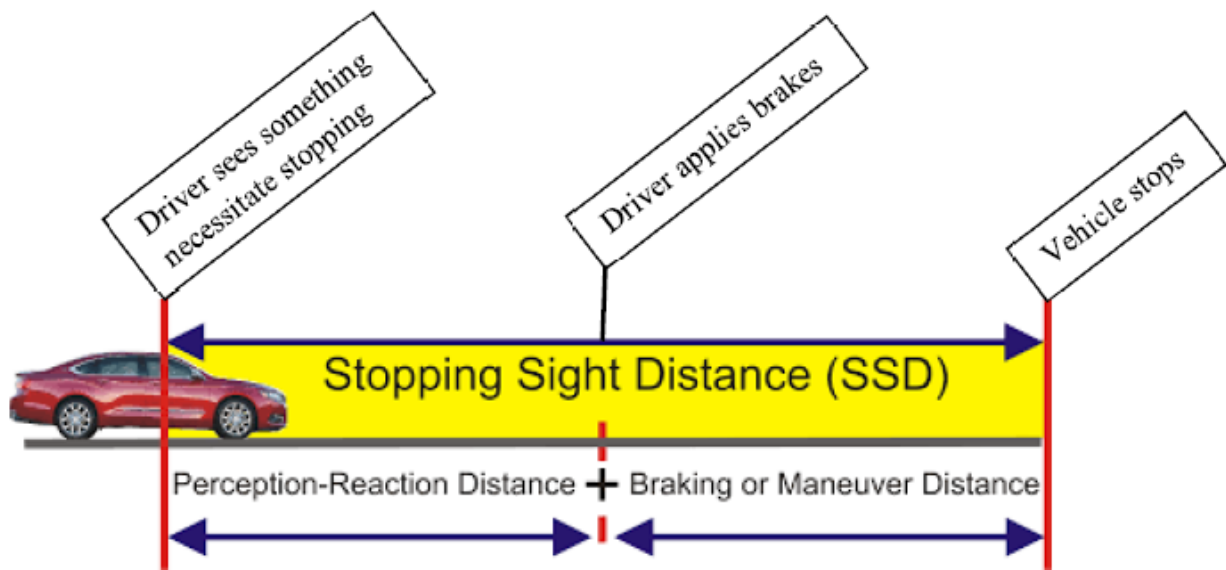 Driver sees something
necessitate stopping
Driver applies brakes
Vehicle stops
Stopping Sight Distance (SSD)
Perception-Reaction Distance + Braking or Maneuver Distance